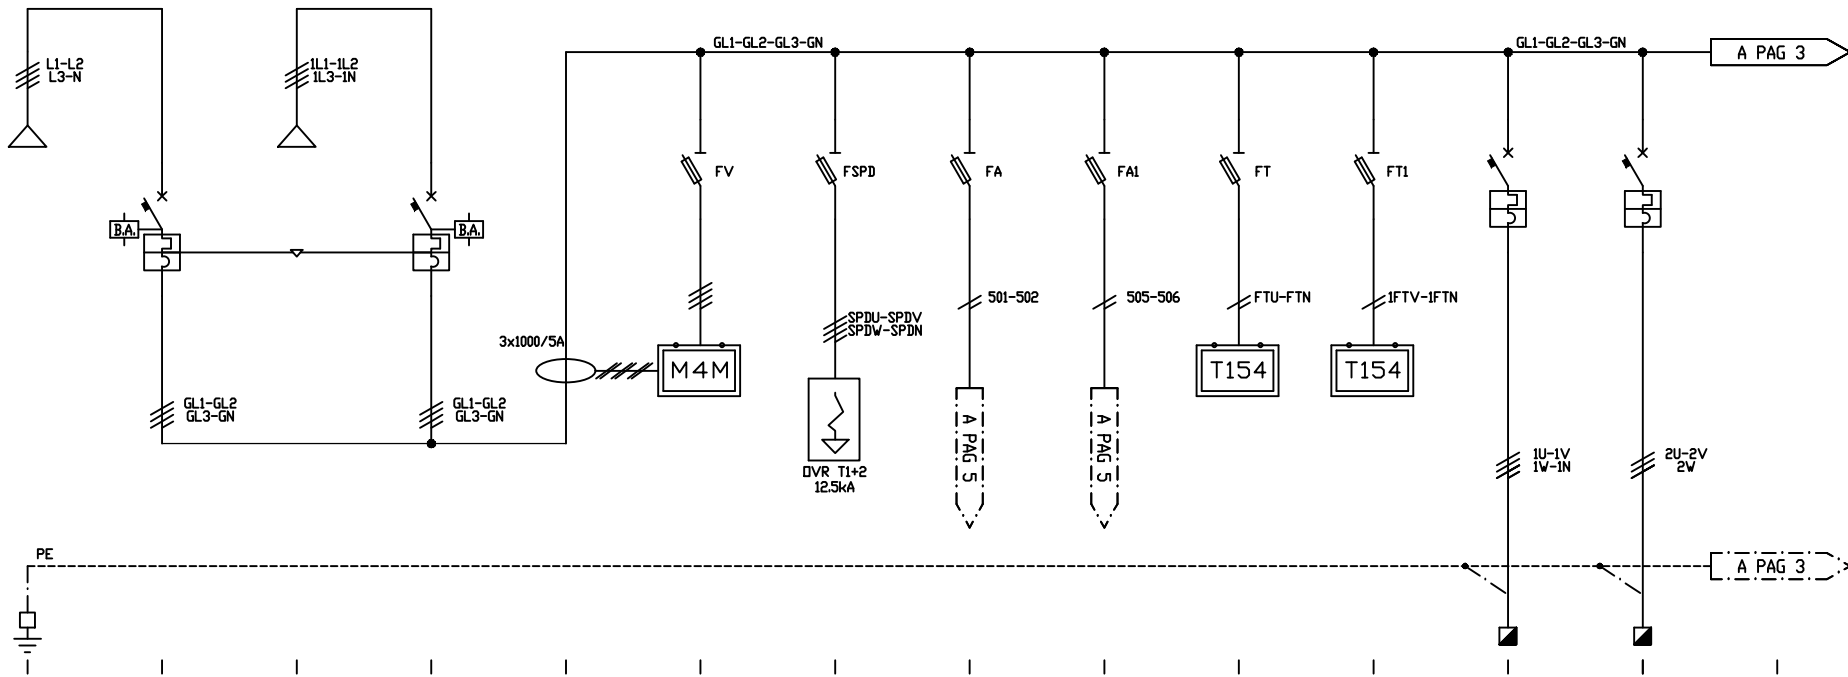 GL1-GL2-GL3-GN
GL1-GL2-GL3-GN
A PAG 3
L1-L2
L3-N
1L1-1L2
1L3-1N
FV
FSPD
FA
FA1
FT
FT1
B.A.
B.A.
501-502
505-506
FTU-FTN
1FTV-1FTN
SPDU-SPDV
SPDW-SPDN
3x1000/5A
M4M
T154
T154
GL1-GL2
GL3-GN
GL1-GL2
GL3-GN
A PAG 5
A PAG 5
OVR T1+2
12.5kA
1U-1V
1W-1N
2U-2V
2W
PE
A PAG 3